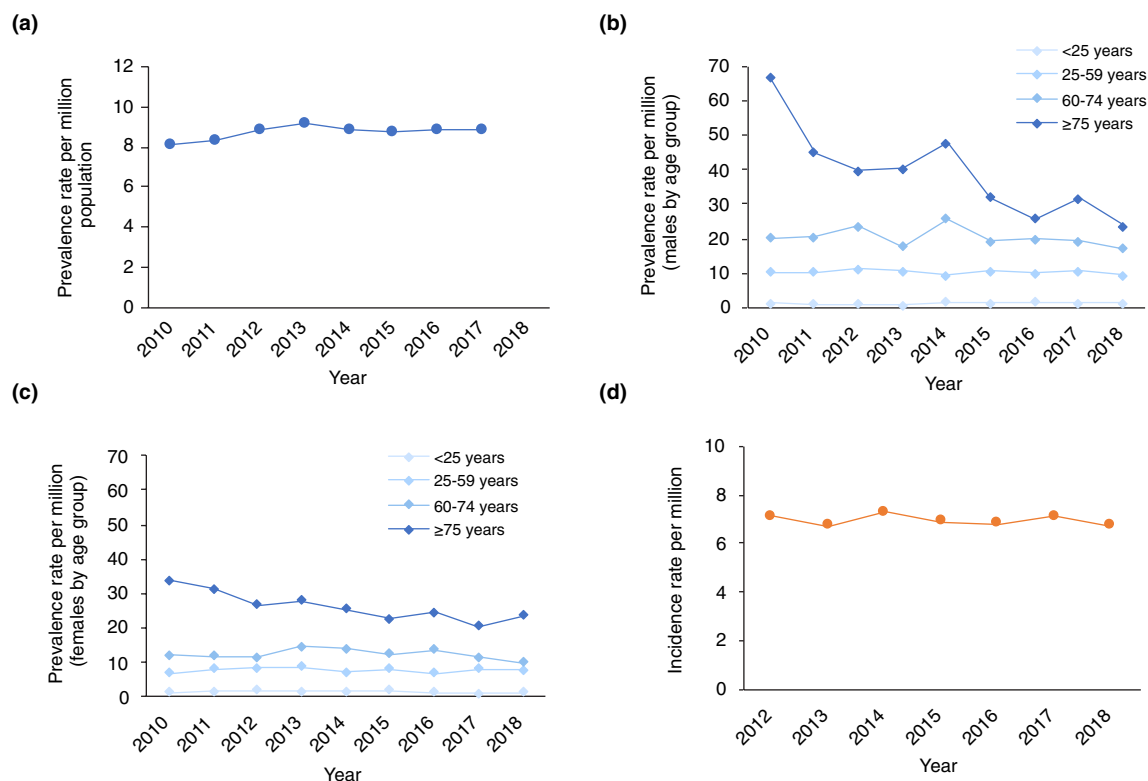 (a)
Prevalence rate per million
population
12
10
8
6
4
2
0
2010
2011
2012
2013
2014
2015
2016
2017
2018
Year
(b)
<25 years
25-59 years
60-74 years
≥75 years
Prevalence rate per million
(males by age group)
70
60
50
40
30
20
10
0
2010
2011
2012
2013
2014
2015
2016
2017
2018
Year
(c)
<25 years
25-59 years
60-74 years
≥75 years
Prevalence rate per million
(females by age group)
70
60
50
40
30
20
10
0
2010
2011
2012
2013
2014
2015
2016
2017
2018
Year
(d)
Incidence rate per million
10
8
6
4
2
0
2012
2013
2014
2015
2016
2017
2018
Year